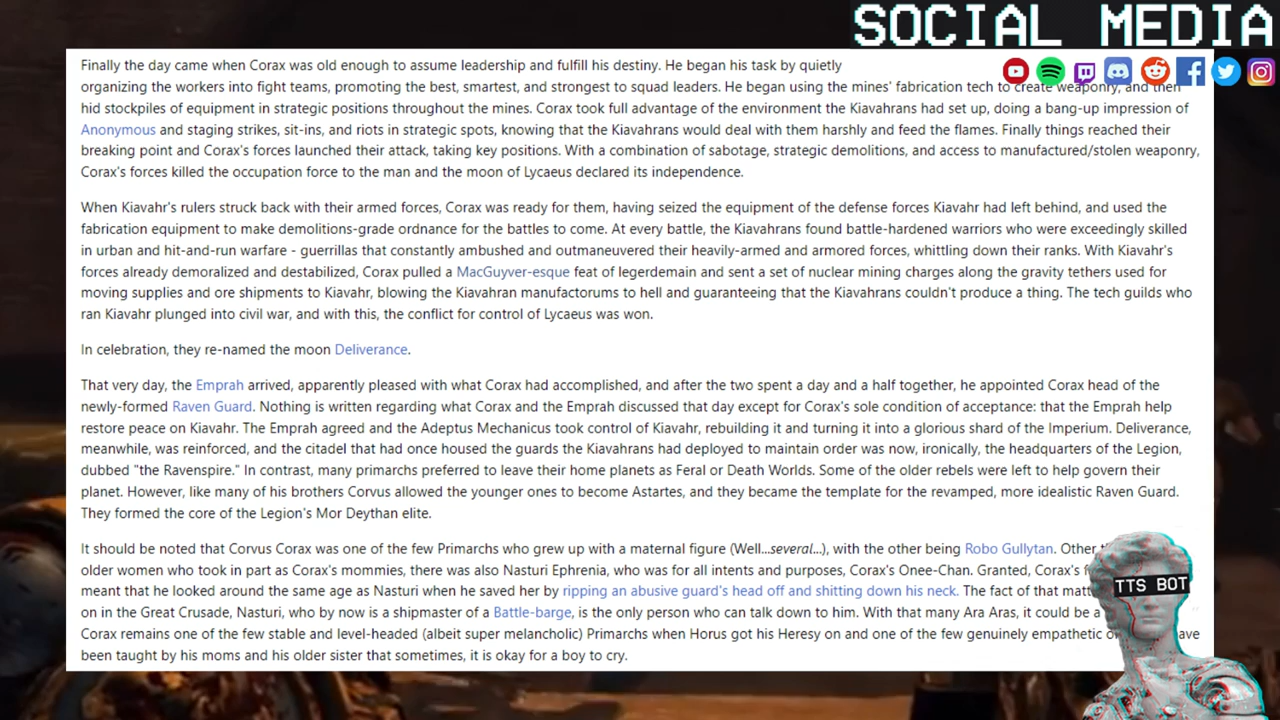 SOCIAL MEDIA
Finally the day came when Corax was old enough to assume leadership and fulfill his destiny. He began his task by quietly
organizing the workers into fight teams, promoting the best, smartest, and strongest to squad leaders. He began using the mines' fabrication tech to create weaponry, and then
hid stockpiles of equipment in strategic positions throughout the mines. Corax took full advantage of the environment the Kiavahrans had set up, doing a bang-up impression of
Anonymous and staging strikes, sit-ins, and riots in strategic spots, knowing that the Kiavahrans would deal with them harshly and feed the flames. Finally things reached their
breaking point and Corax's forces launched their attack, taking key positions. With a combination of sabotage, strategic demolitions, and access to manufactured/stolen weaponry,
Corax's forces killed the occupation force to the man and the moon of Lycaeus declared its independence.
When Kiavahr's rulers struck back with their armed forces, Corax was ready for them, having seized the equipment of the defense forces Kiavahr had left behind, and used the
fabrication equipment to make demolitions-grade ordnance for the battles to come. At every battle, the Kiavahrans found battle-hardened warriors who were exceedingly skilled
in urban and hit-and-run warfare - guerrillas that constantly ambushed and outmaneuvered their heavily-armed and armored forces, whittling down their ranks. With Kiavahr's
forces already demoralized and destabilized, Corax pulled a MacGuyver-esque feat of legerdemain and sent a set of nuclear mining charges along the gravity tethers used for
moving supplies and ore shipments to Kiavahr, blowing the Kiavahran manufactorums to hell and guaranteeing that the Kiavahrans couldn't produce a thing. The tech guilds who
ran Kiavahr plunged into civil war, and with this, the conflict for control of Lycaeus was won.
In celebration, they re-named the moon Deliverance.
That very day, the Emprah arrived, apparently pleased with what Corax had accomplished, and after the two spent a day and a half together, he appointed Corax head of the
newly-formed Raven Guard. Nothing is written regarding what Corax and the Emprah discussed that day except for Corax's sole condition of acceptance: that the Emprah help
restore peace on Kiavahr. The Emprah agreed and the Adeptus Mechanicus took control of Kiavahr, rebuilding it and turning it into a glorious shard of the Imperium. Deliverance,
meanwhile, was reinforced, and the citadel that had once housed the guards the Kiavahrans had deployed to maintain order was now, ironically, the headquarters of the Legion,
dubbed "the Ravenspire." In contrast, many primarchs preferred to leave their home planets as Feral or Death Worlds. Some of the older rebels were left to help govern their
planet. However, like many of his brothers Corvus allowed the younger ones to become Astartes, and they became the template for the revamped, more idealistic Raven Guard.
They formed the core of the Legion's Mor Deythan elite.
It should be noted that Corvus Corax was one of the few Primarchs who grew up with a maternal figure (Well...several...), with the other being Robo Gullytan. Other
older women who took in part as Corax's mommies, there was also Nasturi Ephrenia, who was for all intents and purposes, Corax's Onee-Chan. Granted, Corax's
meant that he looked around the same age as Nasturi when he saved her by ripping an abusive guard's head off and shitting down his neck. The fact of that
on in the Great Crusade, Nasturi, who by now is a shipmaster of a Battle-barge, is the only person who can talk down to him. With that many Ara Aras, it could be a
Corax remains one of the few stable and level-headed (albeit super melancholic) Primarchs when Horus got his Heresy on and one of the few genuinely empathetic
been taught by his moms and his older sister that sometimes, it is okay for a boy to cry.
TTS BOT